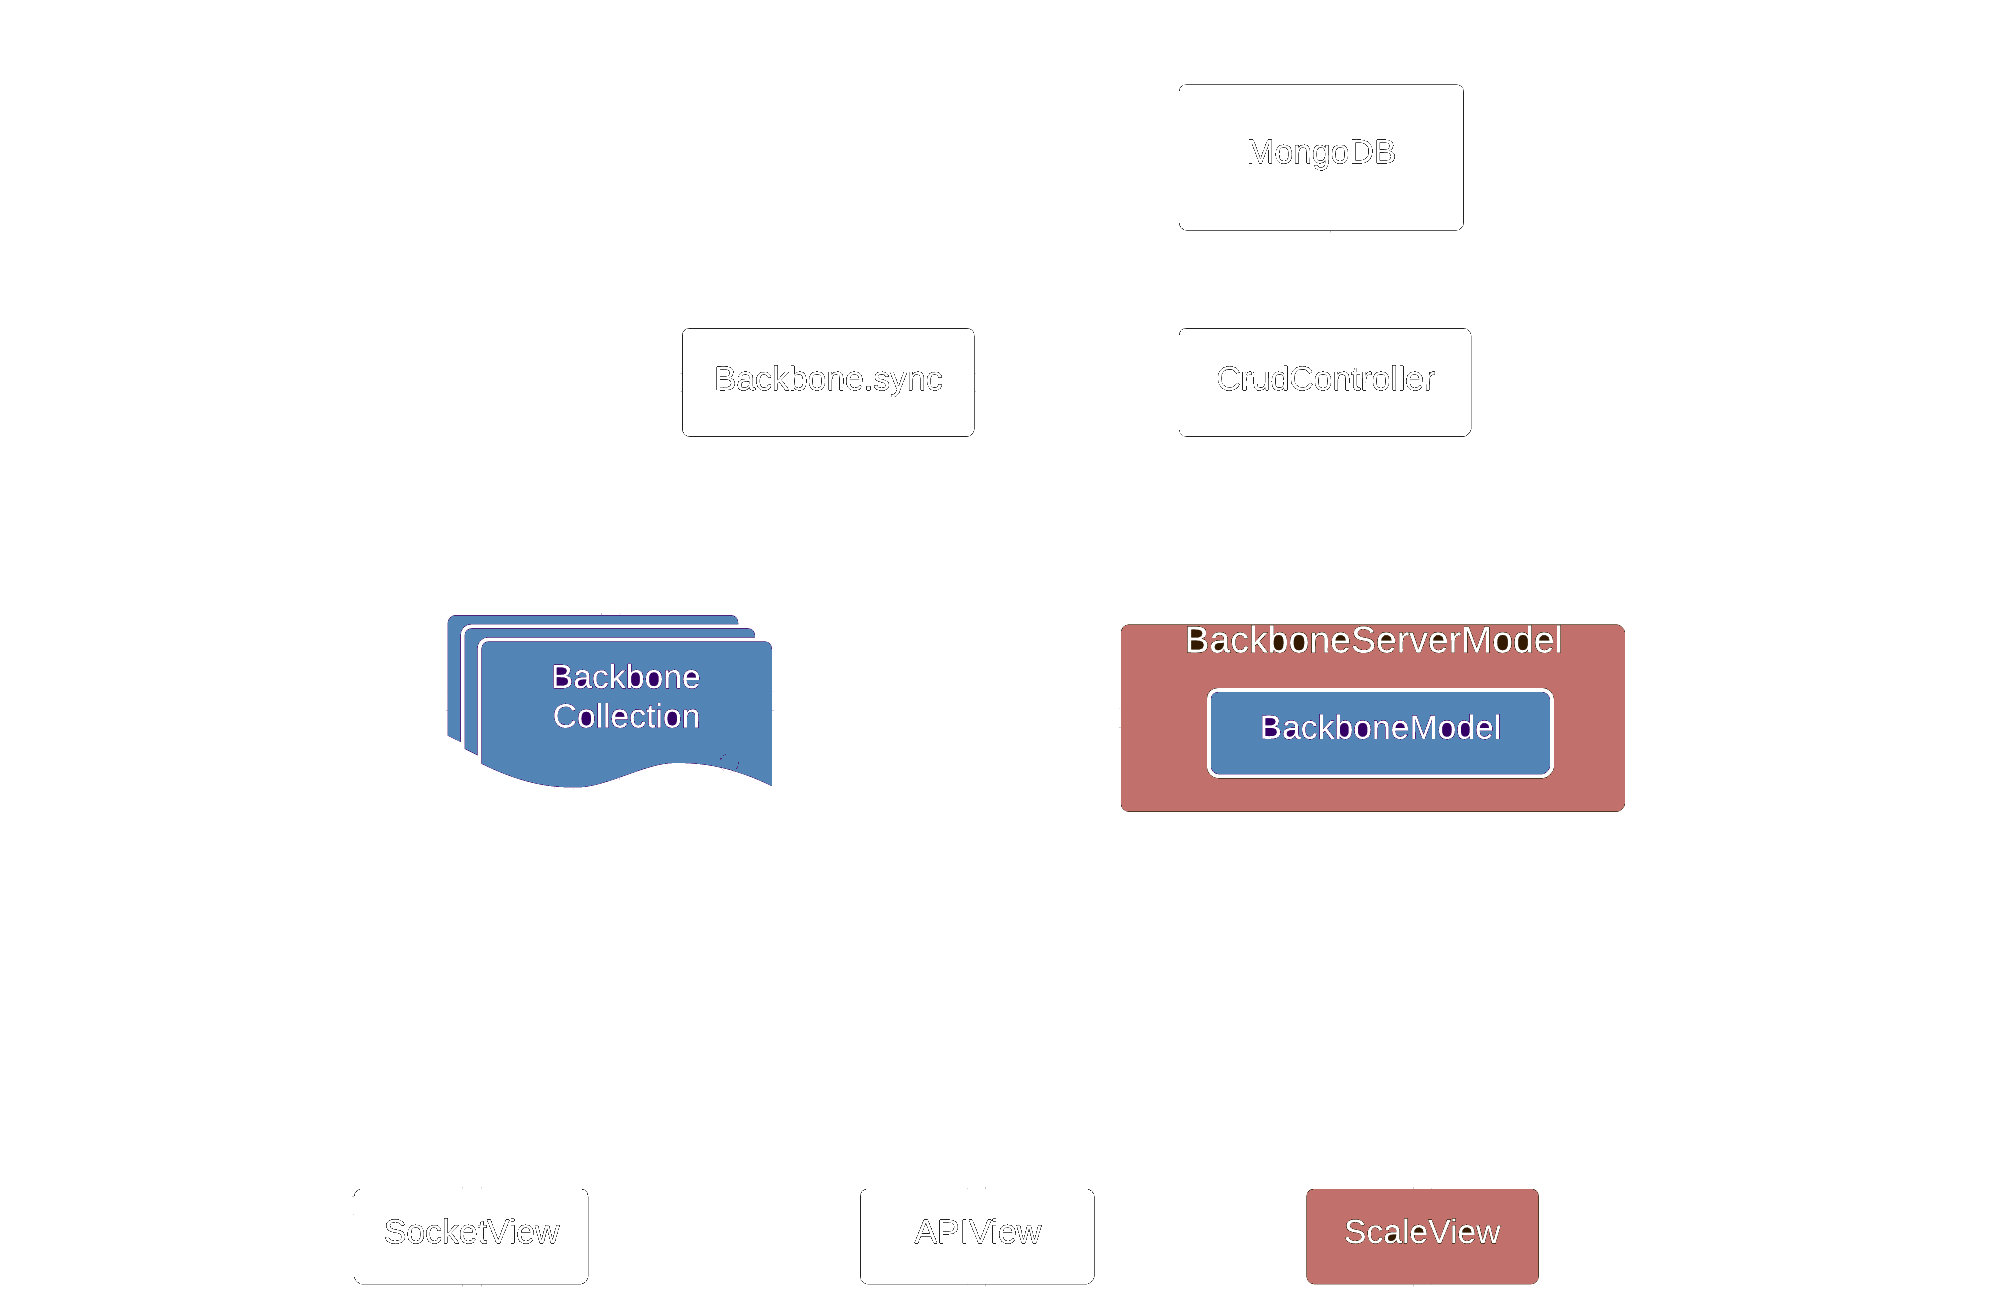 MongoDB
Backbone.sync
CrudController
Backbone
Collection
BackboneServerModel
BackboneModel
SocketView
APIView
ScaleView